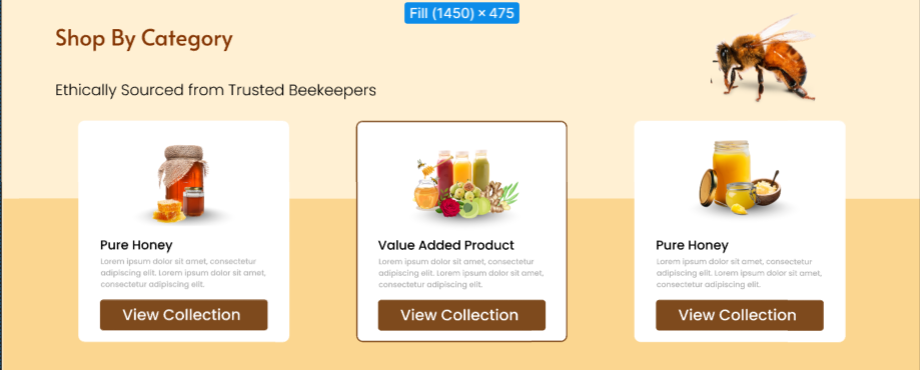 Fill (1450) × 475
Shop By Category
Ethically Sourced from Trusted Beekeepers
Pure Honey
Lorem ipsum dolor sit amet, consectetur
adipiscing elit. Lorem ipsum dolor sit amet,
consectetur adipiscing elit.
View Collection
Value Added Product
Lorem ipsum dolor sit amet, consectetur
adipiscing elit. Lorem ipsum dolor sit amet,
consectetur adipiscing elit.
View Collection
Pure Honey
Lorem ipsum dolor sit amet, consectetur
adipiscing elit. Lorem ipsum dolor sit amet,
consectetur adipiscing elit.
View Collection